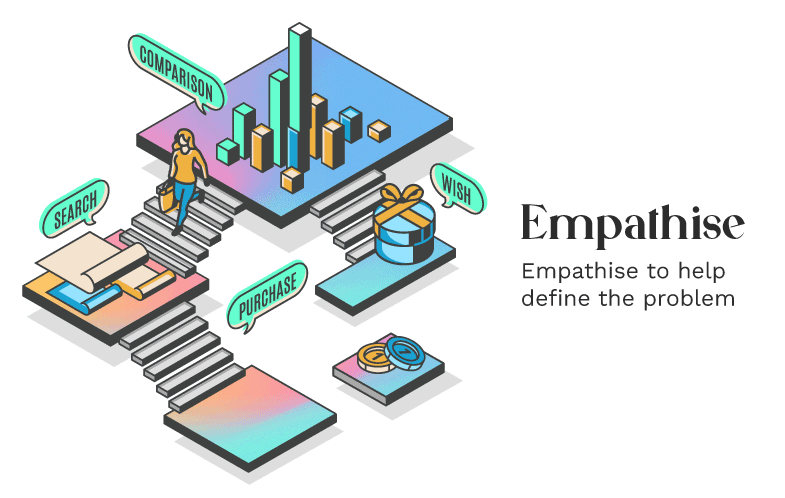 COMPARISON
SEARCH
WISH
PURCHASE
Empathise
Empathise to help
define the problem